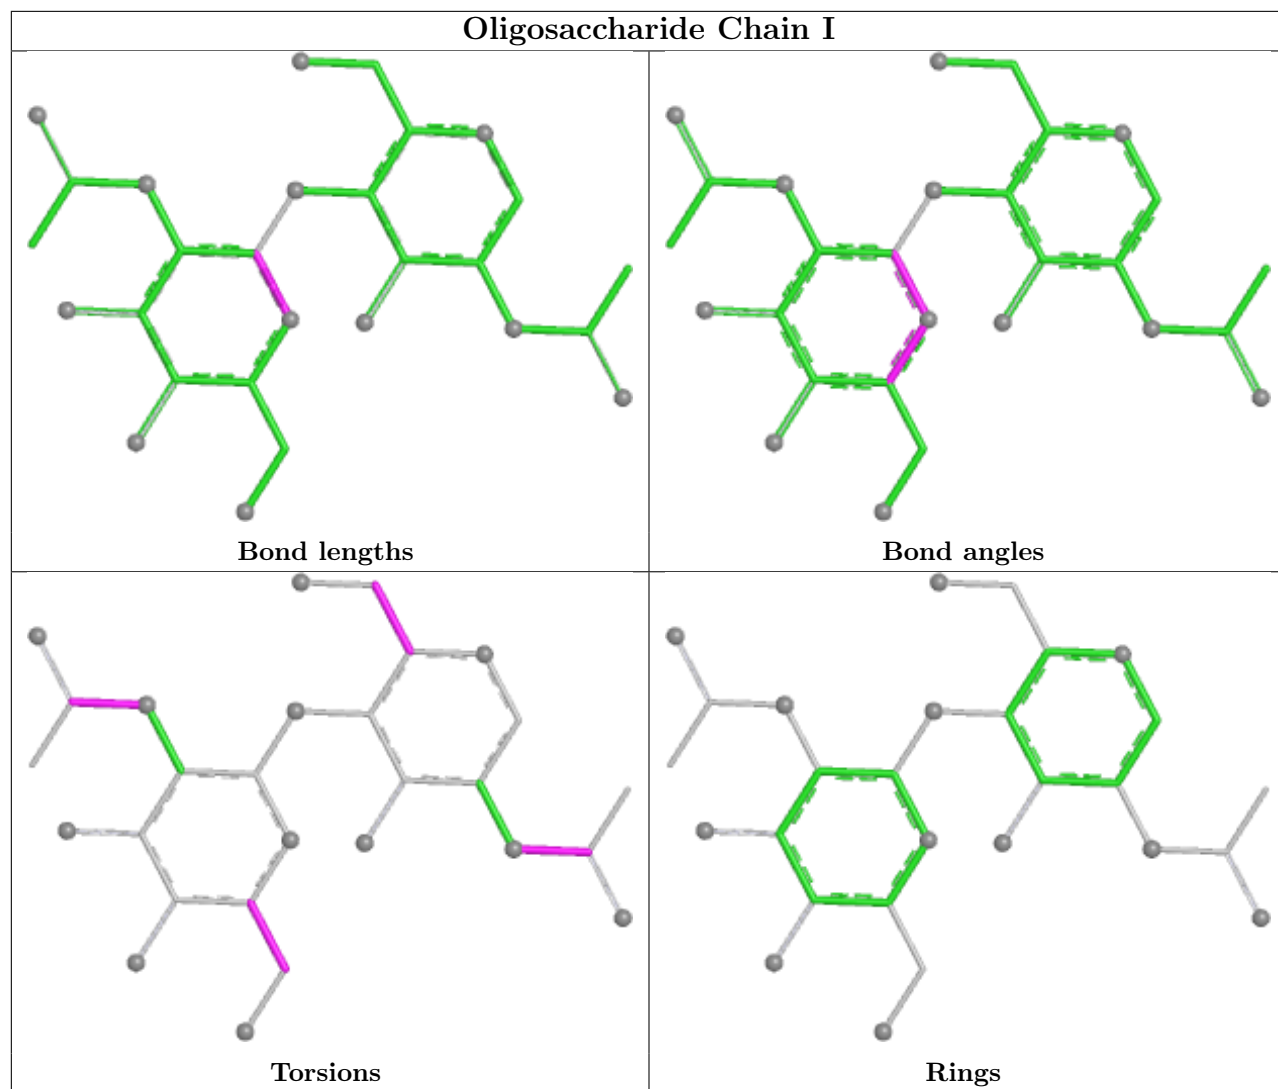 Oligosaccharide Chain I
Bond lengths
Bond angles
Torsions
Rings